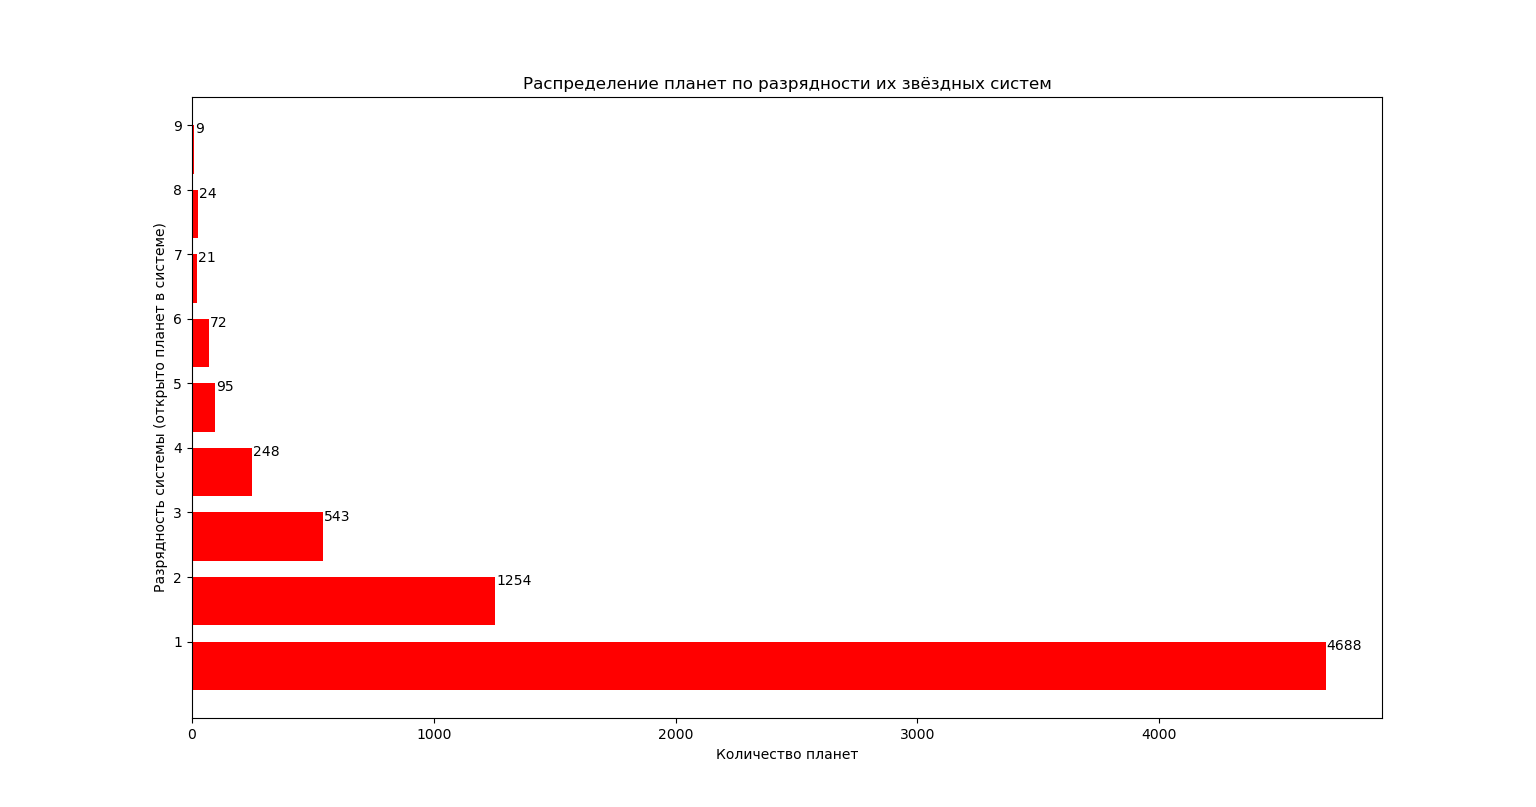 Распределение планет по разрядности их звёздных систем
Разрядность системы (открыто планет в системе)
9 9
8 24
7 21
6 72
5 95
4 248
3 543
2 1254
1 4688
0 1000 2000 3000 4000
Количество планет